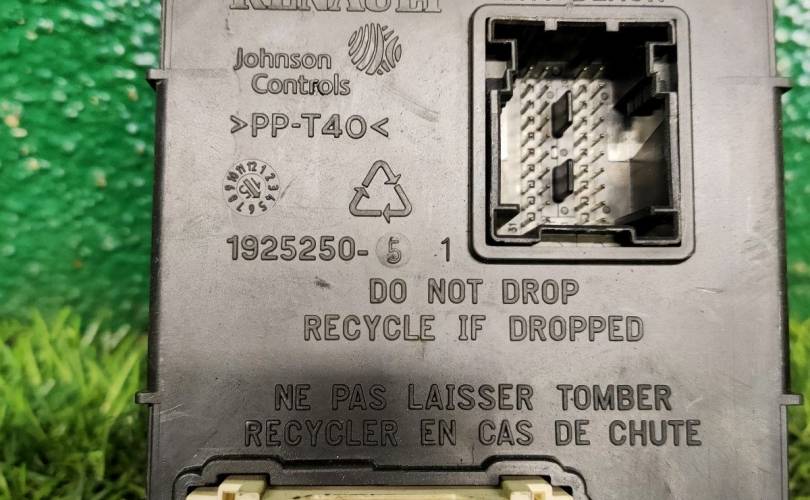 RENAULT
Johnson
Controls
>PP-T40<
1925250-5 1
DO NOT DROP
RECYCLE IF DROPPED
NE PAS LAISSER TOMBER
RECYCLER EN CAS DE CHUTE